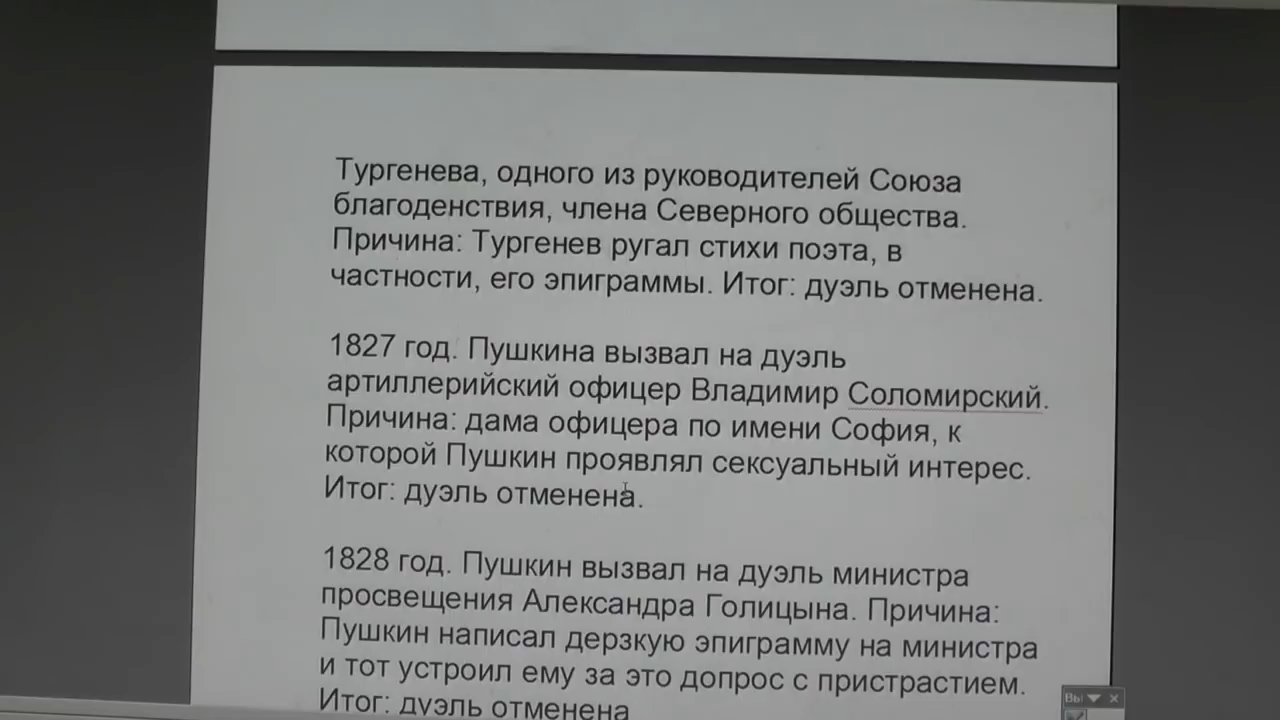 Тургенева, одного из руководителей Союза
благоденствия, члена Северного общества.
Причина: Тургенев ругал стихи поэта, в
частности, его эпиграммы. Итог: дуэль отменена.
1827 год. Пушкина вызвал на дуэль
артиллерийский офицер Владимир Соломирский.
Причина: дама офицера по имени София, к
которой Пушкин проявлял сексуальный интерес.
Итог: дуэль отменена.
1828 год. Пушкин вызвал на дуэль министра
просвещения Александра Голицына. Причина:
Пушкин написал дерзкую эпиграмму на министра
и тот устроил ему за это допрос с пристрастием.
Итог: дуэль отменена
Вы